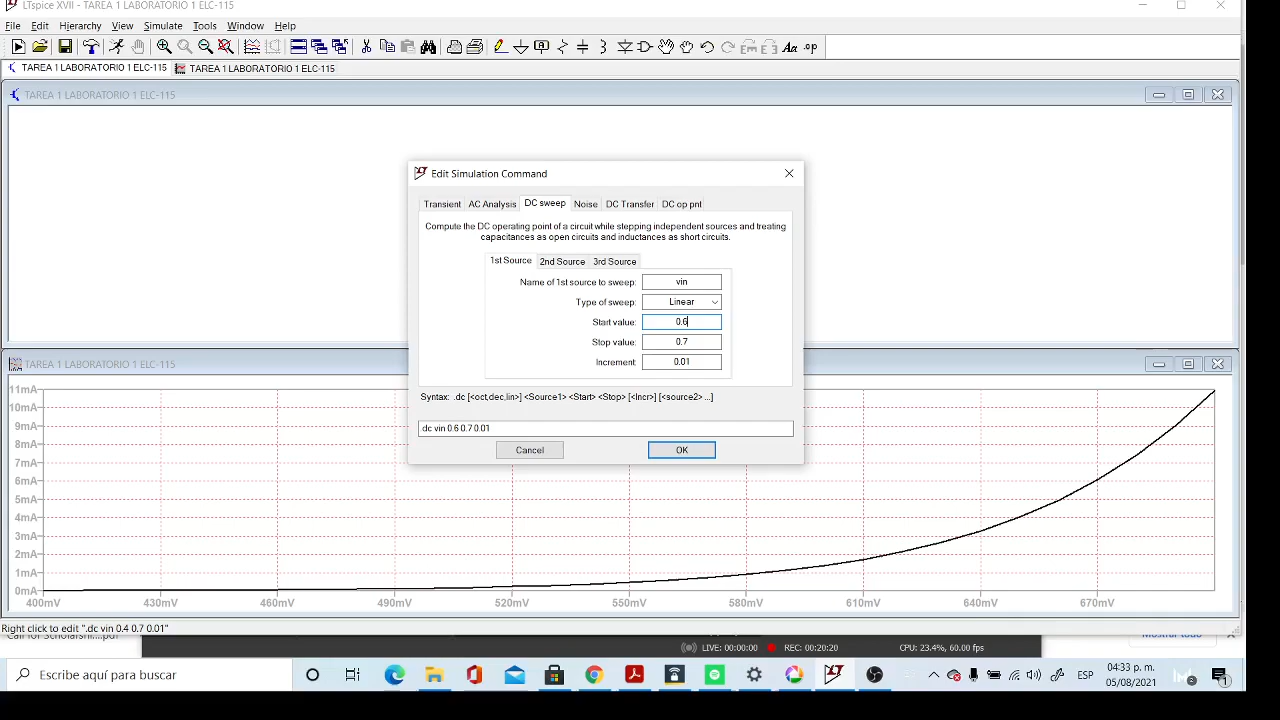 LTspice XVII - TAREA 1 LABORATORIO 1 ELC-115
File Edit Hierarchy View Simulate Tools Window Help
TAREA 1 LABORATORIO 1 ELC-115 TAREA 1 LABORATORIO 1 ELC-115
TAREA 1 LABORATORIO 1 ELC-115
Edit Simulation Command
Transient AC Analysis DC sweep Noise DC Transfer DC op pnt
Compute the DC operating point of a circuit while stepping independent sources and treating
capacitances as open circuits and inductances as short circuits.
1st Source 2nd Source 3rd Source
Name of 1st source to sweep: vin
Type of sweep: Linear
Start value: 0.6
Stop value: 0.7
Increment: 0.01
Syntax: .dc [<oct,dec,lin>] <Source1> <Start> <Stop> [<Incr>] [<source2> ...]
.dc vin 0.6 0.7 0.01
Cancel OK
TAREA 1 LABORATORIO 1 ELC-115
11mA
10mA
9mA
8mA
7mA
6mA
5mA
4mA
3mA
2mA
1mA
0mA
400mV 430mV 460mV 490mV 520mV 550mV 580mV 610mV 640mV 670mV
Right click to edit ".dc vin 0.4 0.7 0.01"
Mostrar todo
LIVE: 00:00:00 REC: 00:20:20 CPU: 23.4%, 60.00 fps
Escribe aquí para buscar
ESP
04:33 p. m.
05/08/2021